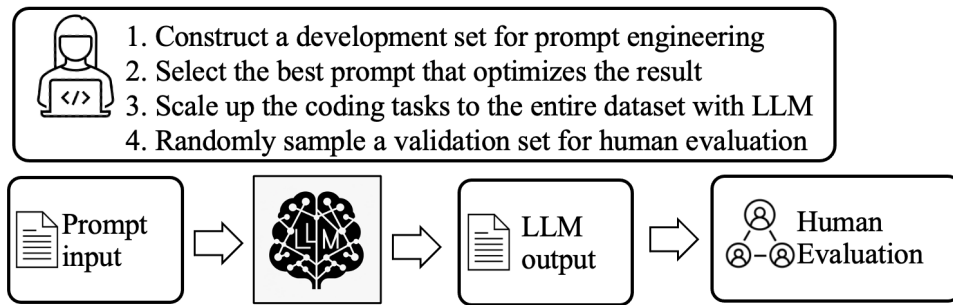 1. Construct a development set for prompt engineering
2. Select the best prompt that optimizes the result
3. Scale up the coding tasks to the entire dataset with LLM
4. Randomly sample a validation set for human evaluation
</>
Prompt
input
LLM
LLM
output
Human
Evaluation